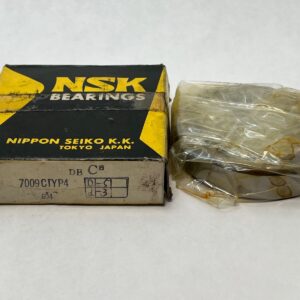 NSK
BEARINGS
NIPPON SEIKO K.K.
TOKYO JAPAN
DB C8
7009CTYP4